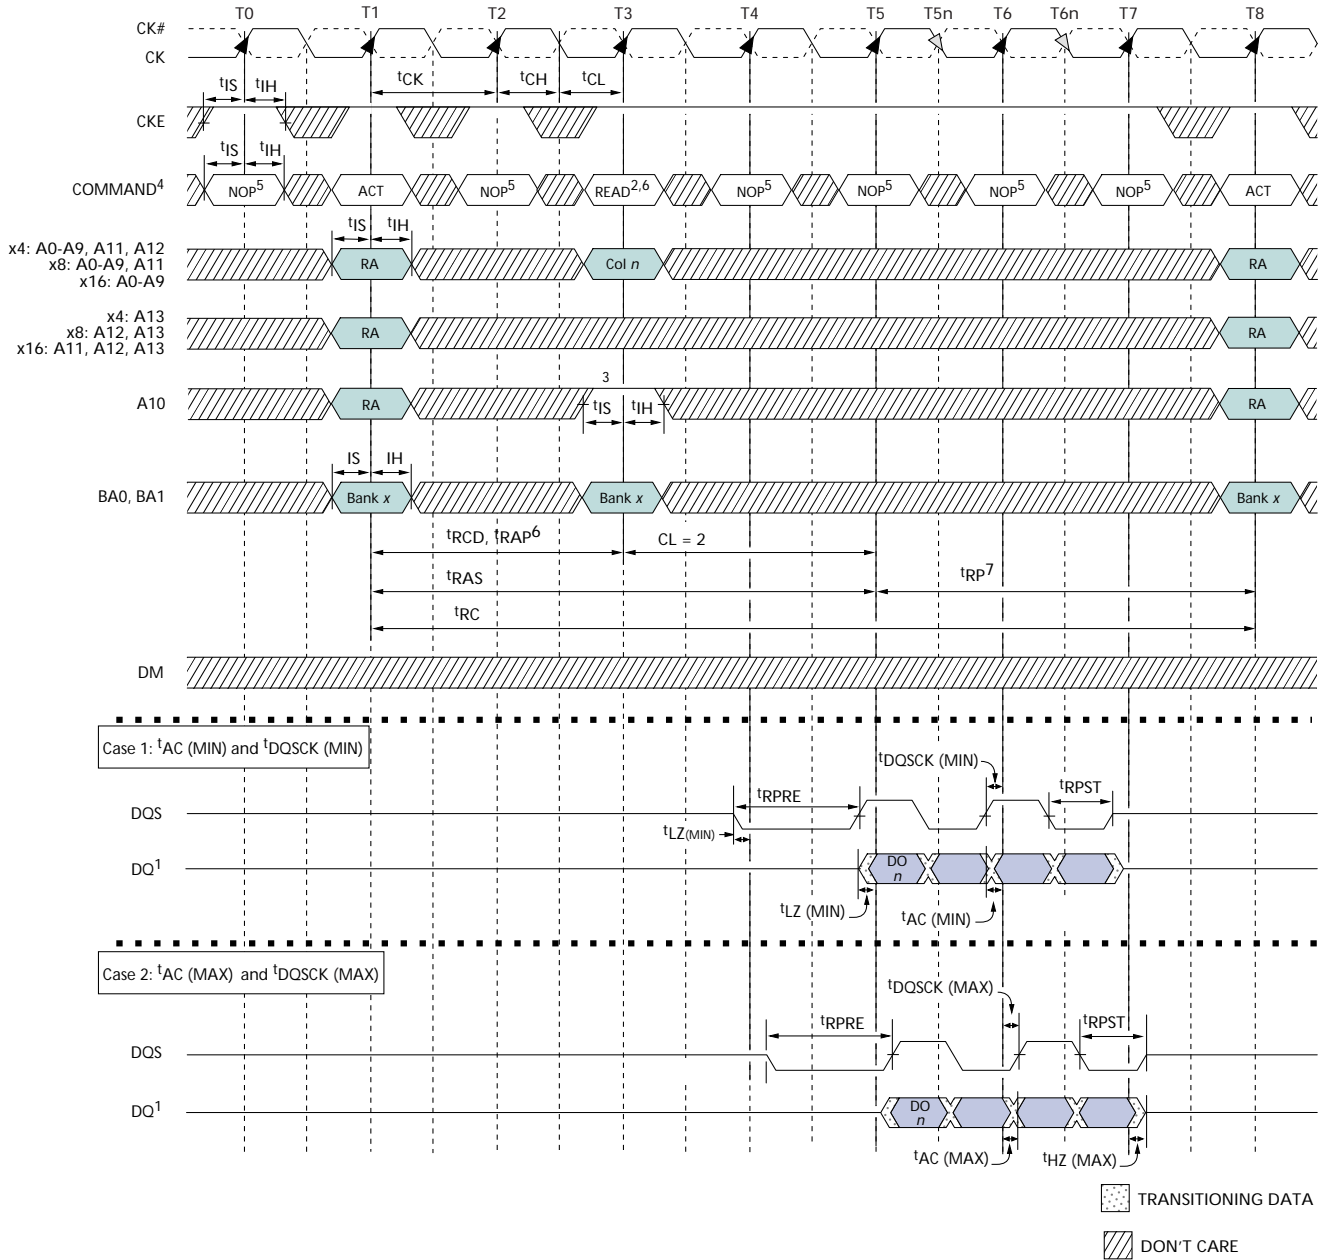 T0 T1 T2 T3 T4 T5 T5n T6 T6n T7 T8
CK#
CK
tIS tIH tCK tCH tCL
CKE
tIS tIH
COMMAND4 NOP5 ACT NOP5 READ2,6 NOP5 NOP5 NOP5 NOP5 ACT
tIS tIH
x4: A0-A9, A11, A12
x8: A0-A9, A11
x16: A0-A9
RA Col n RA
x4: A13
x8: A12, A13
x16: A11, A12, A13
RA RA
3
A10 RA RA
tIS tIH
IS IH
BA0, BA1 Bank x Bank x Bank x
tRCD, tRAP6 CL = 2
tRAS tRP7
tRC
DM
Case 1: tAC (MIN) and tDQSCK (MIN)
tDQSCK (MIN)
tRPRE tRPST
DQS
tLZ(MIN)
DQ1 DO
n
tLZ (MIN) tAC (MIN)
Case 2: tAC (MAX) and tDQSCK (MAX)
tDQSCK (MAX)
tRPRE tRPST
DQS
DQ1 DO
n
tAC (MAX) tHZ (MAX)
TRANSITIONING DATA
DON'T CARE